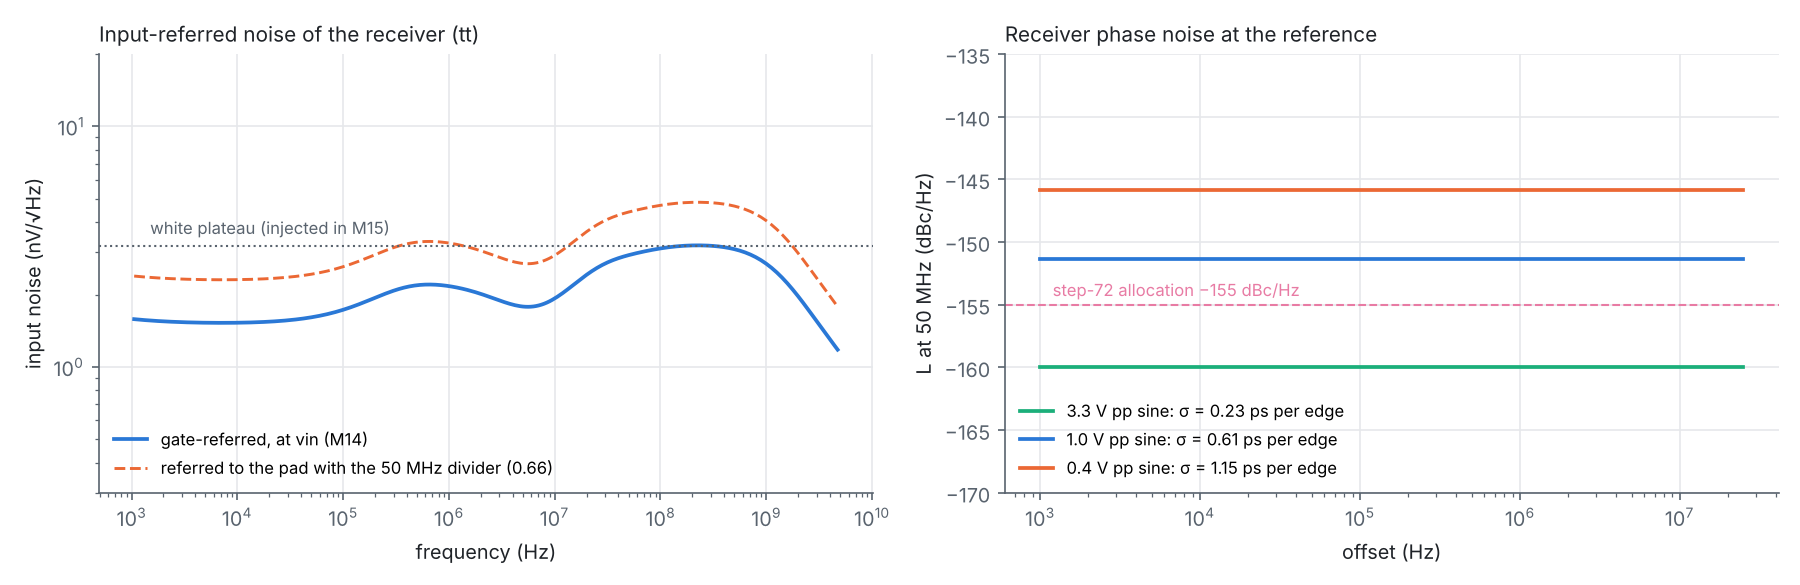 Input-referred noise of the receiver (tt)
input noise (nV/√Hz)
10¹
10⁰
white plateau (injected in M15)
gate-referred, at vin (M14)
referred to the pad with the 50 MHz divider (0.66)
10³ 10⁴ 10⁵ 10⁶ 10⁷ 10⁸ 10⁹ 10¹⁰
frequency (Hz)
Receiver phase noise at the reference
L at 50 MHz (dBc/Hz)
−135
−140
−145
−150
−155
−160
−165
−170
step-72 allocation −155 dBc/Hz
3.3 V pp sine: σ = 0.23 ps per edge
1.0 V pp sine: σ = 0.61 ps per edge
0.4 V pp sine: σ = 1.15 ps per edge
10³ 10⁴ 10⁵ 10⁶ 10⁷
offset (Hz)